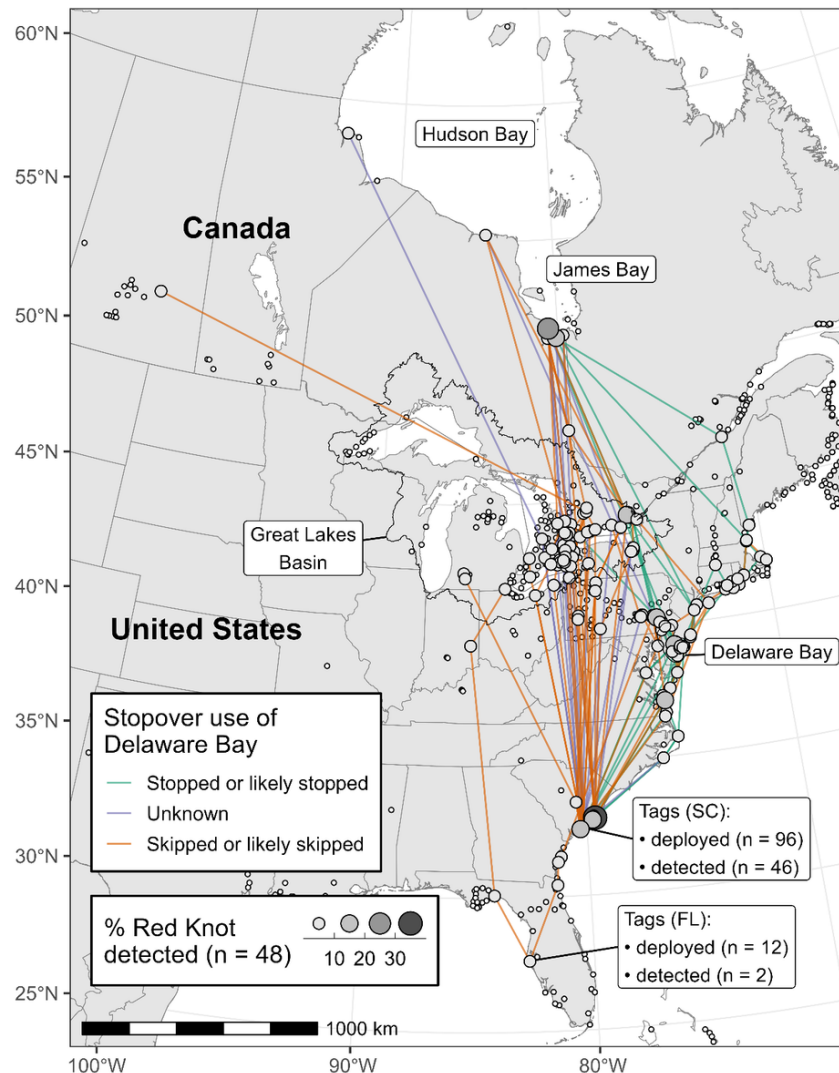 60°N
55°N
50°N
45°N
40°N
35°N
30°N
25°N
Hudson Bay
Canada
James Bay
Great Lakes
Basin
United States
Delaware Bay
Stopover use of
Delaware Bay
Stopped or likely stopped
Unknown
Skipped or likely skipped
Tags (SC):
• deployed (n = 96)
• detected (n = 46)
% Red Knot
detected (n = 48)
10 20 30
Tags (FL):
• deployed (n = 12)
• detected (n = 2)
1000 km
100°W
90°W
80°W